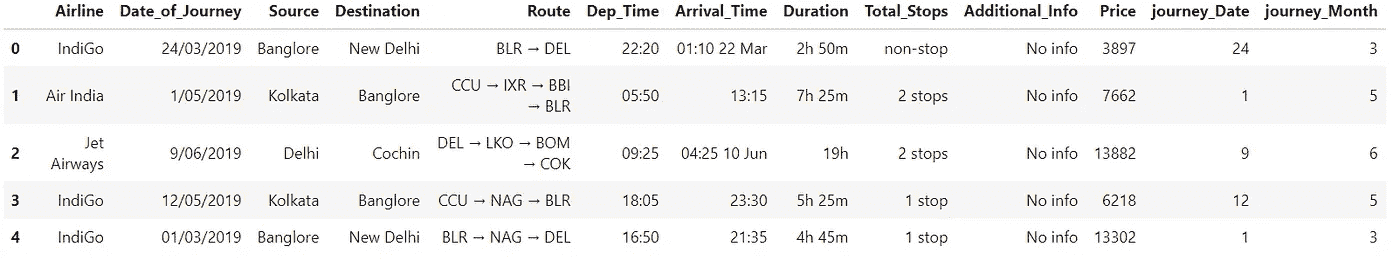 Airline Date_of_Journey Source Destination Route Dep_Time Arrival_Time Duration Total_Stops Additional_Info Price journey_Date journey_Month
0 IndiGo 24/03/2019 Banglore New Delhi BLR → DEL 22:20 01:10 22 Mar 2h 50m non-stop No info 3897 24 3
1 Air India 1/05/2019 Kolkata Banglore CCU → IXR → BBI
→ BLR 05:50 13:15 7h 25m 2 stops No info 7662 1 5
2 Jet
Airways 9/06/2019 Delhi Cochin DEL → LKO → BOM
→ COK 09:25 04:25 10 Jun 19h 2 stops No info 13882 9 6
3 IndiGo 12/05/2019 Kolkata Banglore CCU → NAG → BLR 18:05 23:30 5h 25m 1 stop No info 6218 12 5
4 IndiGo 01/03/2019 Banglore New Delhi BLR → NAG → DEL 16:50 21:35 4h 45m 1 stop No info 13302 1 3